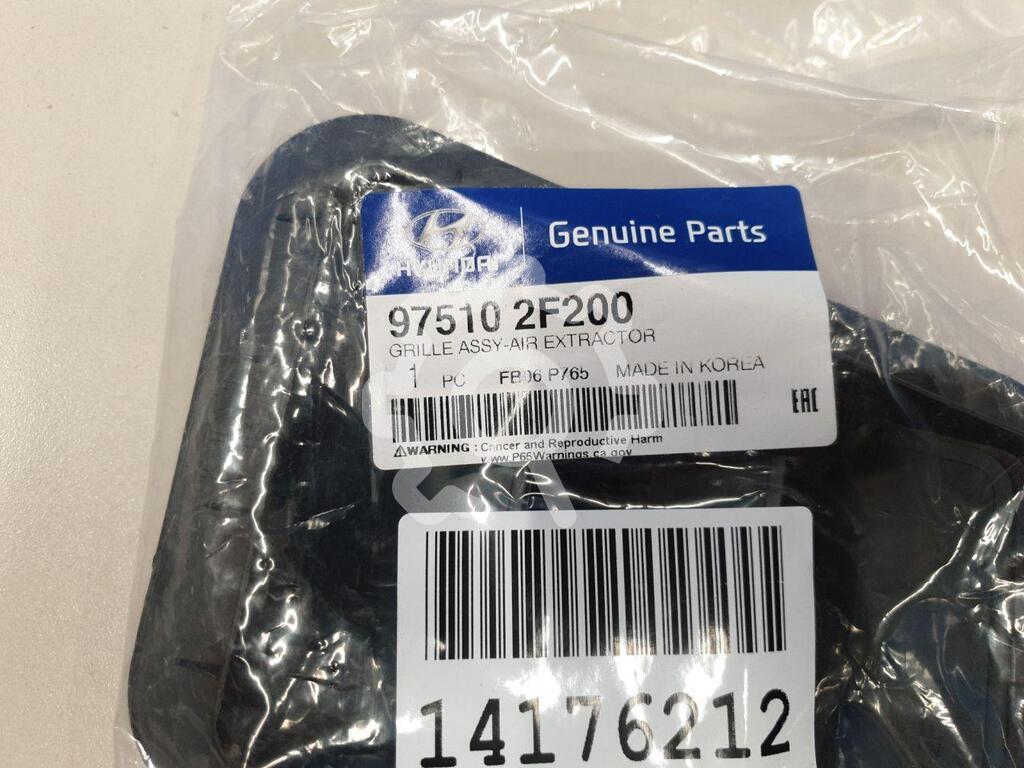 HYUNDAI
Genuine Parts
97510 2F200
GRILLE ASSY-AIR EXTRACTOR
1 PC FB06 P765 MADE IN KOREA
EAC
⚠WARNING : Cancer and Reproductive Harm
www.P65Warnings.ca.gov
14176212